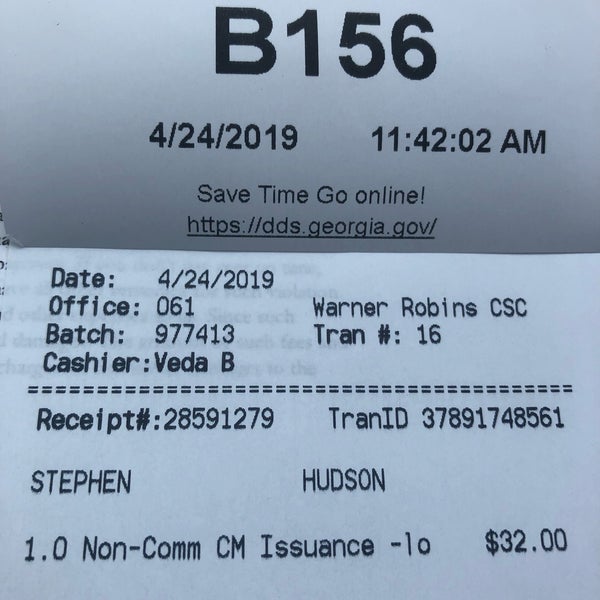 B156
4/24/2019 11:42:02 AM
Save Time Go online!
https://dds.georgia.gov/
Date: 4/24/2019
Office: 061 Warner Robins CSC
Batch: 977413 Tran #: 16
Cashier:Veda B
==================================================
Receipt#:28591279 TranID 37891748561
STEPHEN HUDSON
1.0 Non-Comm CM Issuance -lo $32.00